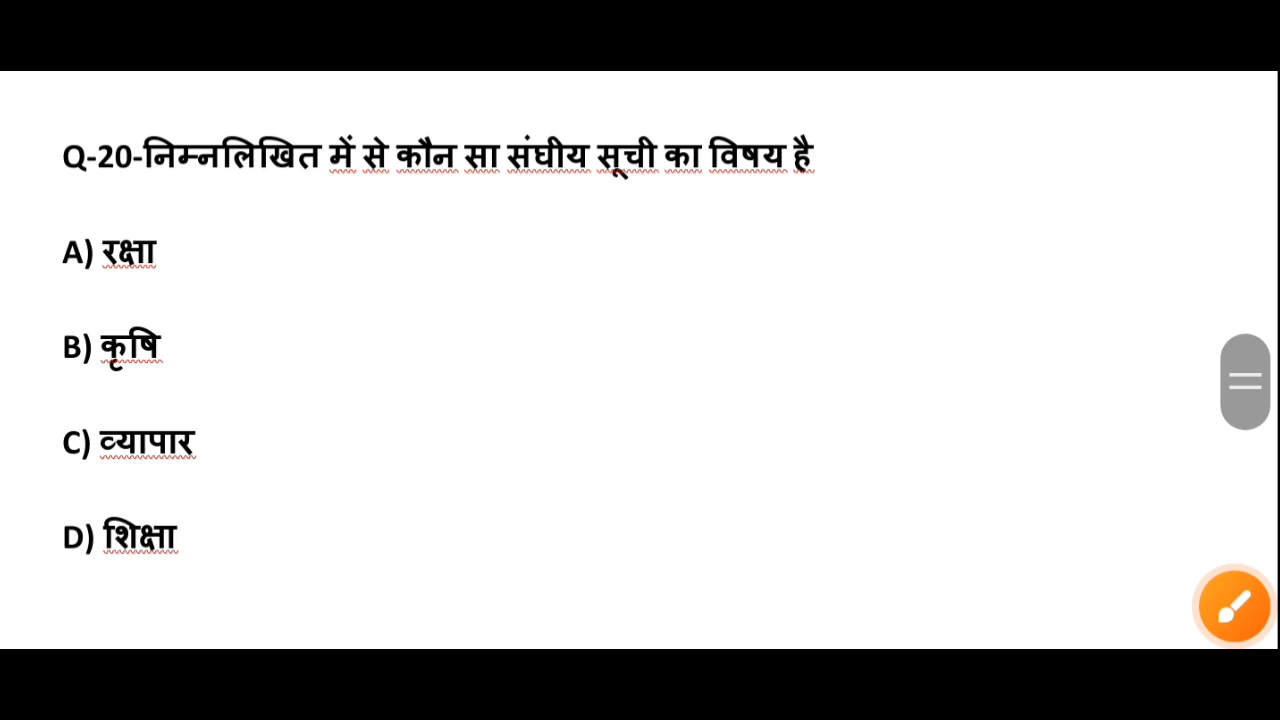 Q-20-निम्नलिखित में से कौन सा संघीय सूची का विषय है
A) रक्षा
B) कृषि
C) व्यापार
D) शिक्षा